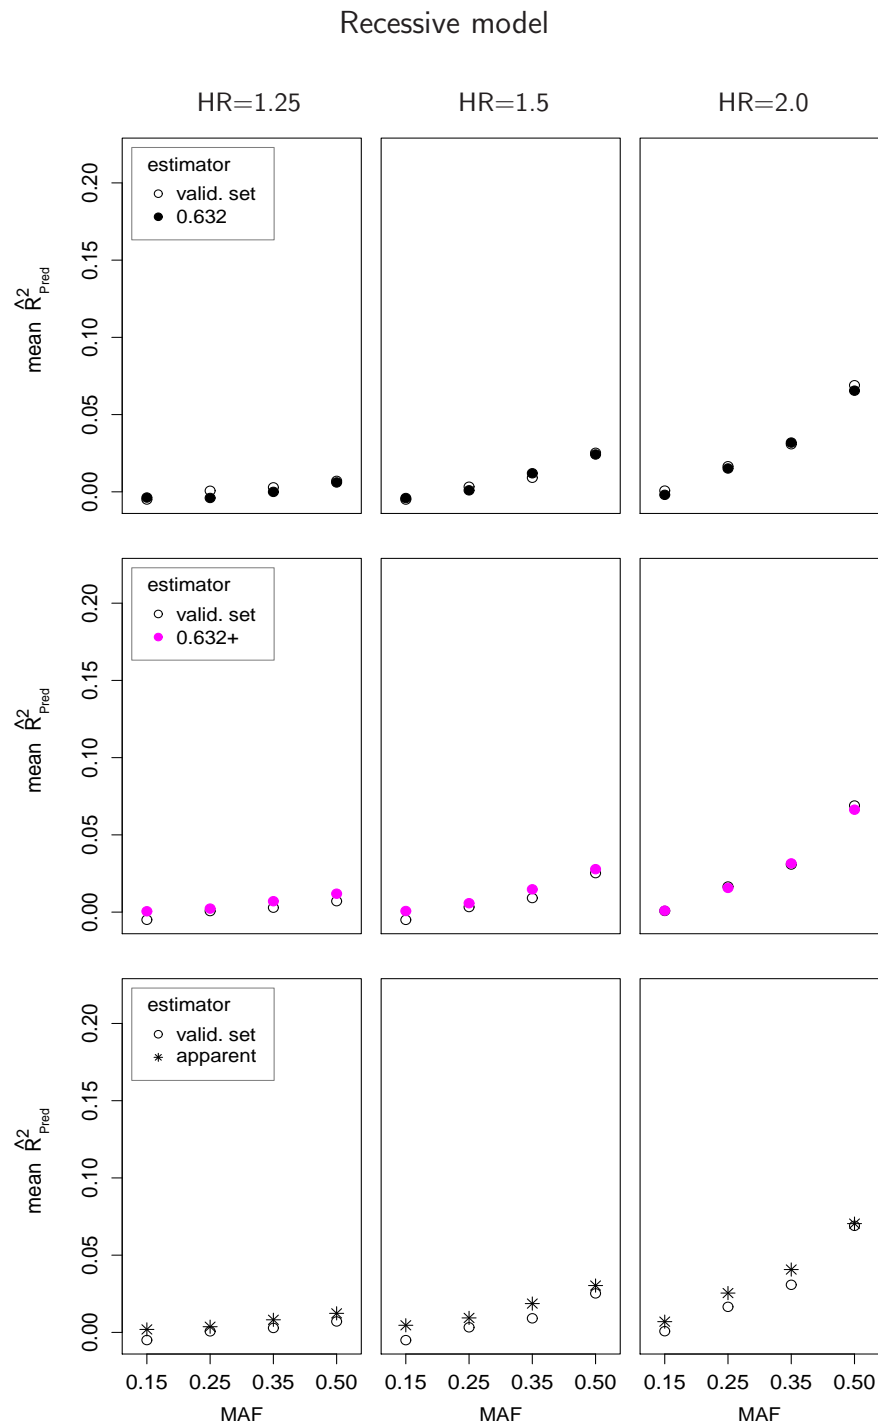 Recessive model
HR=1.25 HR=1.5 HR=2.0
estimator
valid. set
0.632
0.00 0.05 0.10 0.15 0.20
mean R̂²Pred
estimator
valid. set
0.632+
0.00 0.05 0.10 0.15 0.20
mean R̂²Pred
estimator
valid. set
apparent
0.00 0.05 0.10 0.15 0.20
mean R̂²Pred
0.15 0.25 0.35 0.50 0.15 0.25 0.35 0.50 0.15 0.25 0.35 0.50
MAF MAF MAF